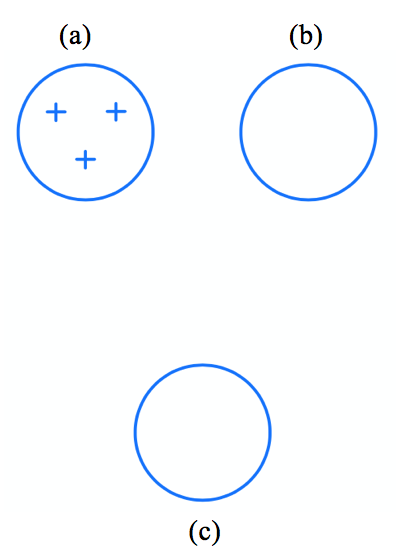 (a) (b)
+ +
+
(c)